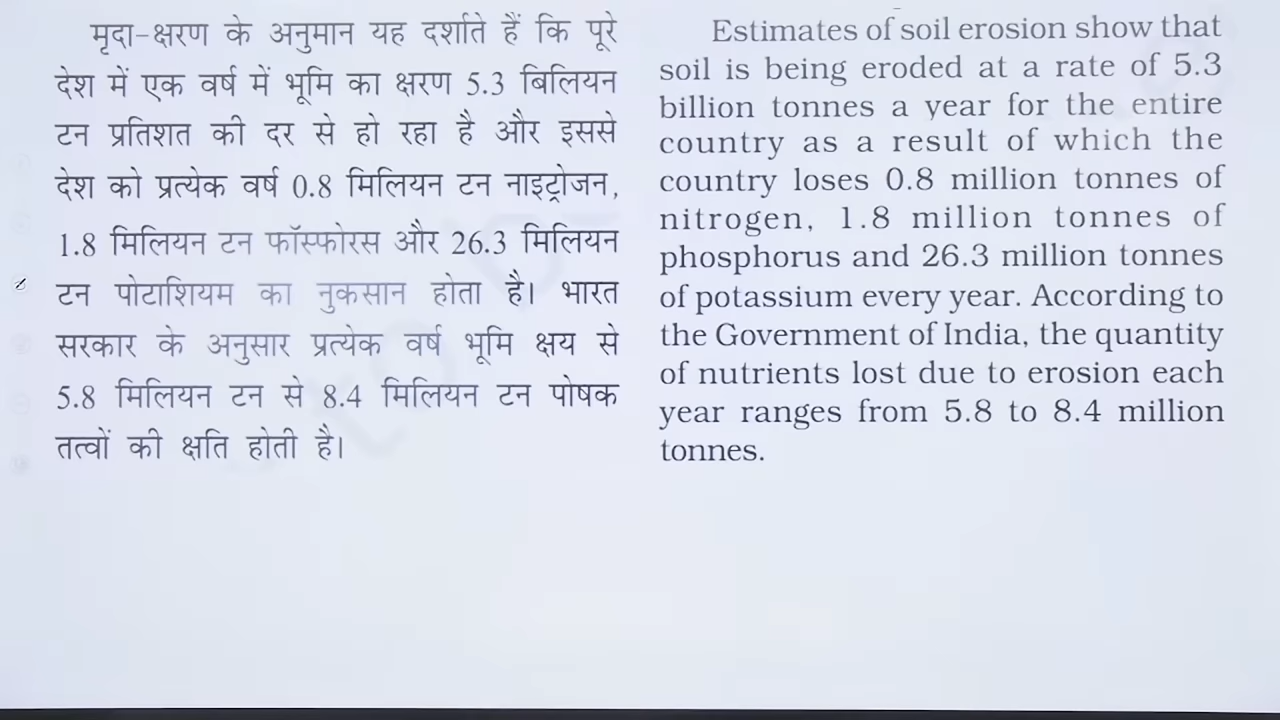 मृदा-क्षरण के अनुमान यह दर्शाते हैं कि पूरे
देश में एक वर्ष में भूमि का क्षरण 5.3 बिलियन
टन प्रतिशत की दर से हो रहा है और इससे
देश को प्रत्येक वर्ष 0.8 मिलियन टन नाइट्रोजन,
1.8 मिलियन टन फॉस्फोरस और 26.3 मिलियन
टन पोटाशियम का नुकसान होता है। भारत
सरकार के अनुसार प्रत्येक वर्ष भूमि क्षय से
5.8 मिलियन टन से 8.4 मिलियन टन पोषक
तत्वों की क्षति होती है।
Estimates of soil erosion show that
soil is being eroded at a rate of 5.3
billion tonnes a year for the entire
country as a result of which the
country loses 0.8 million tonnes of
nitrogen, 1.8 million tonnes of
phosphorus and 26.3 million tonnes
of potassium every year. According to
the Government of India, the quantity
of nutrients lost due to erosion each
year ranges from 5.8 to 8.4 million
tonnes.